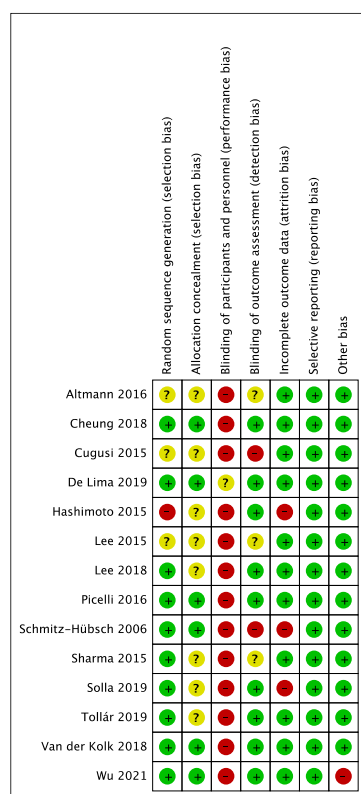 Random sequence generation (selection bias)
Allocation concealment (selection bias)
Blinding of participants and personnel (performance bias)
Blinding of outcome assessment (detection bias)
Incomplete outcome data (attrition bias)
Selective reporting (reporting bias)
Other bias
Altmann 2016 ? ? - ? + + +
Cheung 2018 + + - + + + +
Cugusi 2015 ? ? - - + + +
De Lima 2019 + + ? + + + +
Hashimoto 2015 - ? - + - + +
Lee 2015 ? ? - ? + + +
Lee 2018 + ? - + + + +
Picelli 2016 + + - + + + +
Schmitz-Hübsch 2006 + + - - - + +
Sharma 2015 + ? - ? + + +
Solla 2019 + ? - + - + +
Tollár 2019 + ? - + + + +
Van der Kolk 2018 + + - + + + +
Wu 2021 + + - + + + -